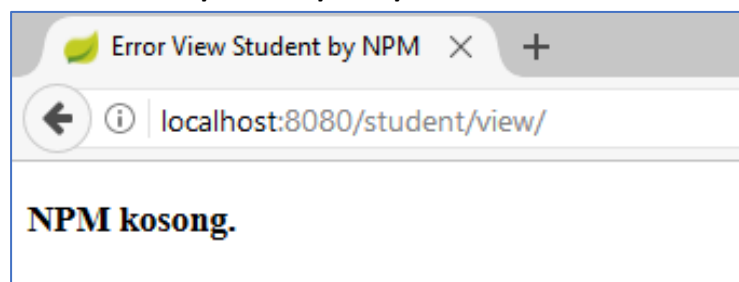 Error View Student by NPM
localhost:8080/student/view/
NPM kosong.